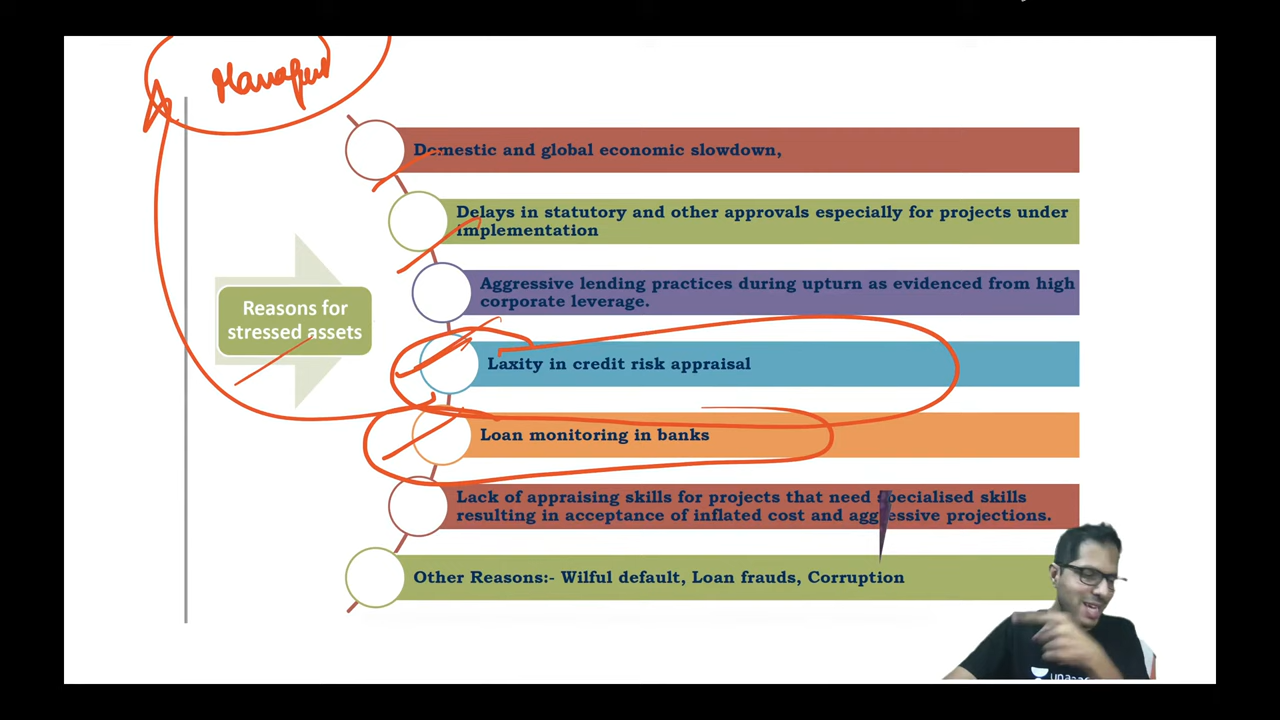 Domestic and global economic slowdown,
Delays in statutory and other approvals especially for projects under
implementation
Aggressive lending practices during upturn as evidenced from high
corporate leverage.
Reasons for
stressed assets
Laxity in credit risk appraisal
Loan monitoring in banks
Lack of appraising skills for projects that need specialised skills
resulting in acceptance of inflated cost and aggressive projections.
Other Reasons:- Wilful default, Loan frauds, Corruption